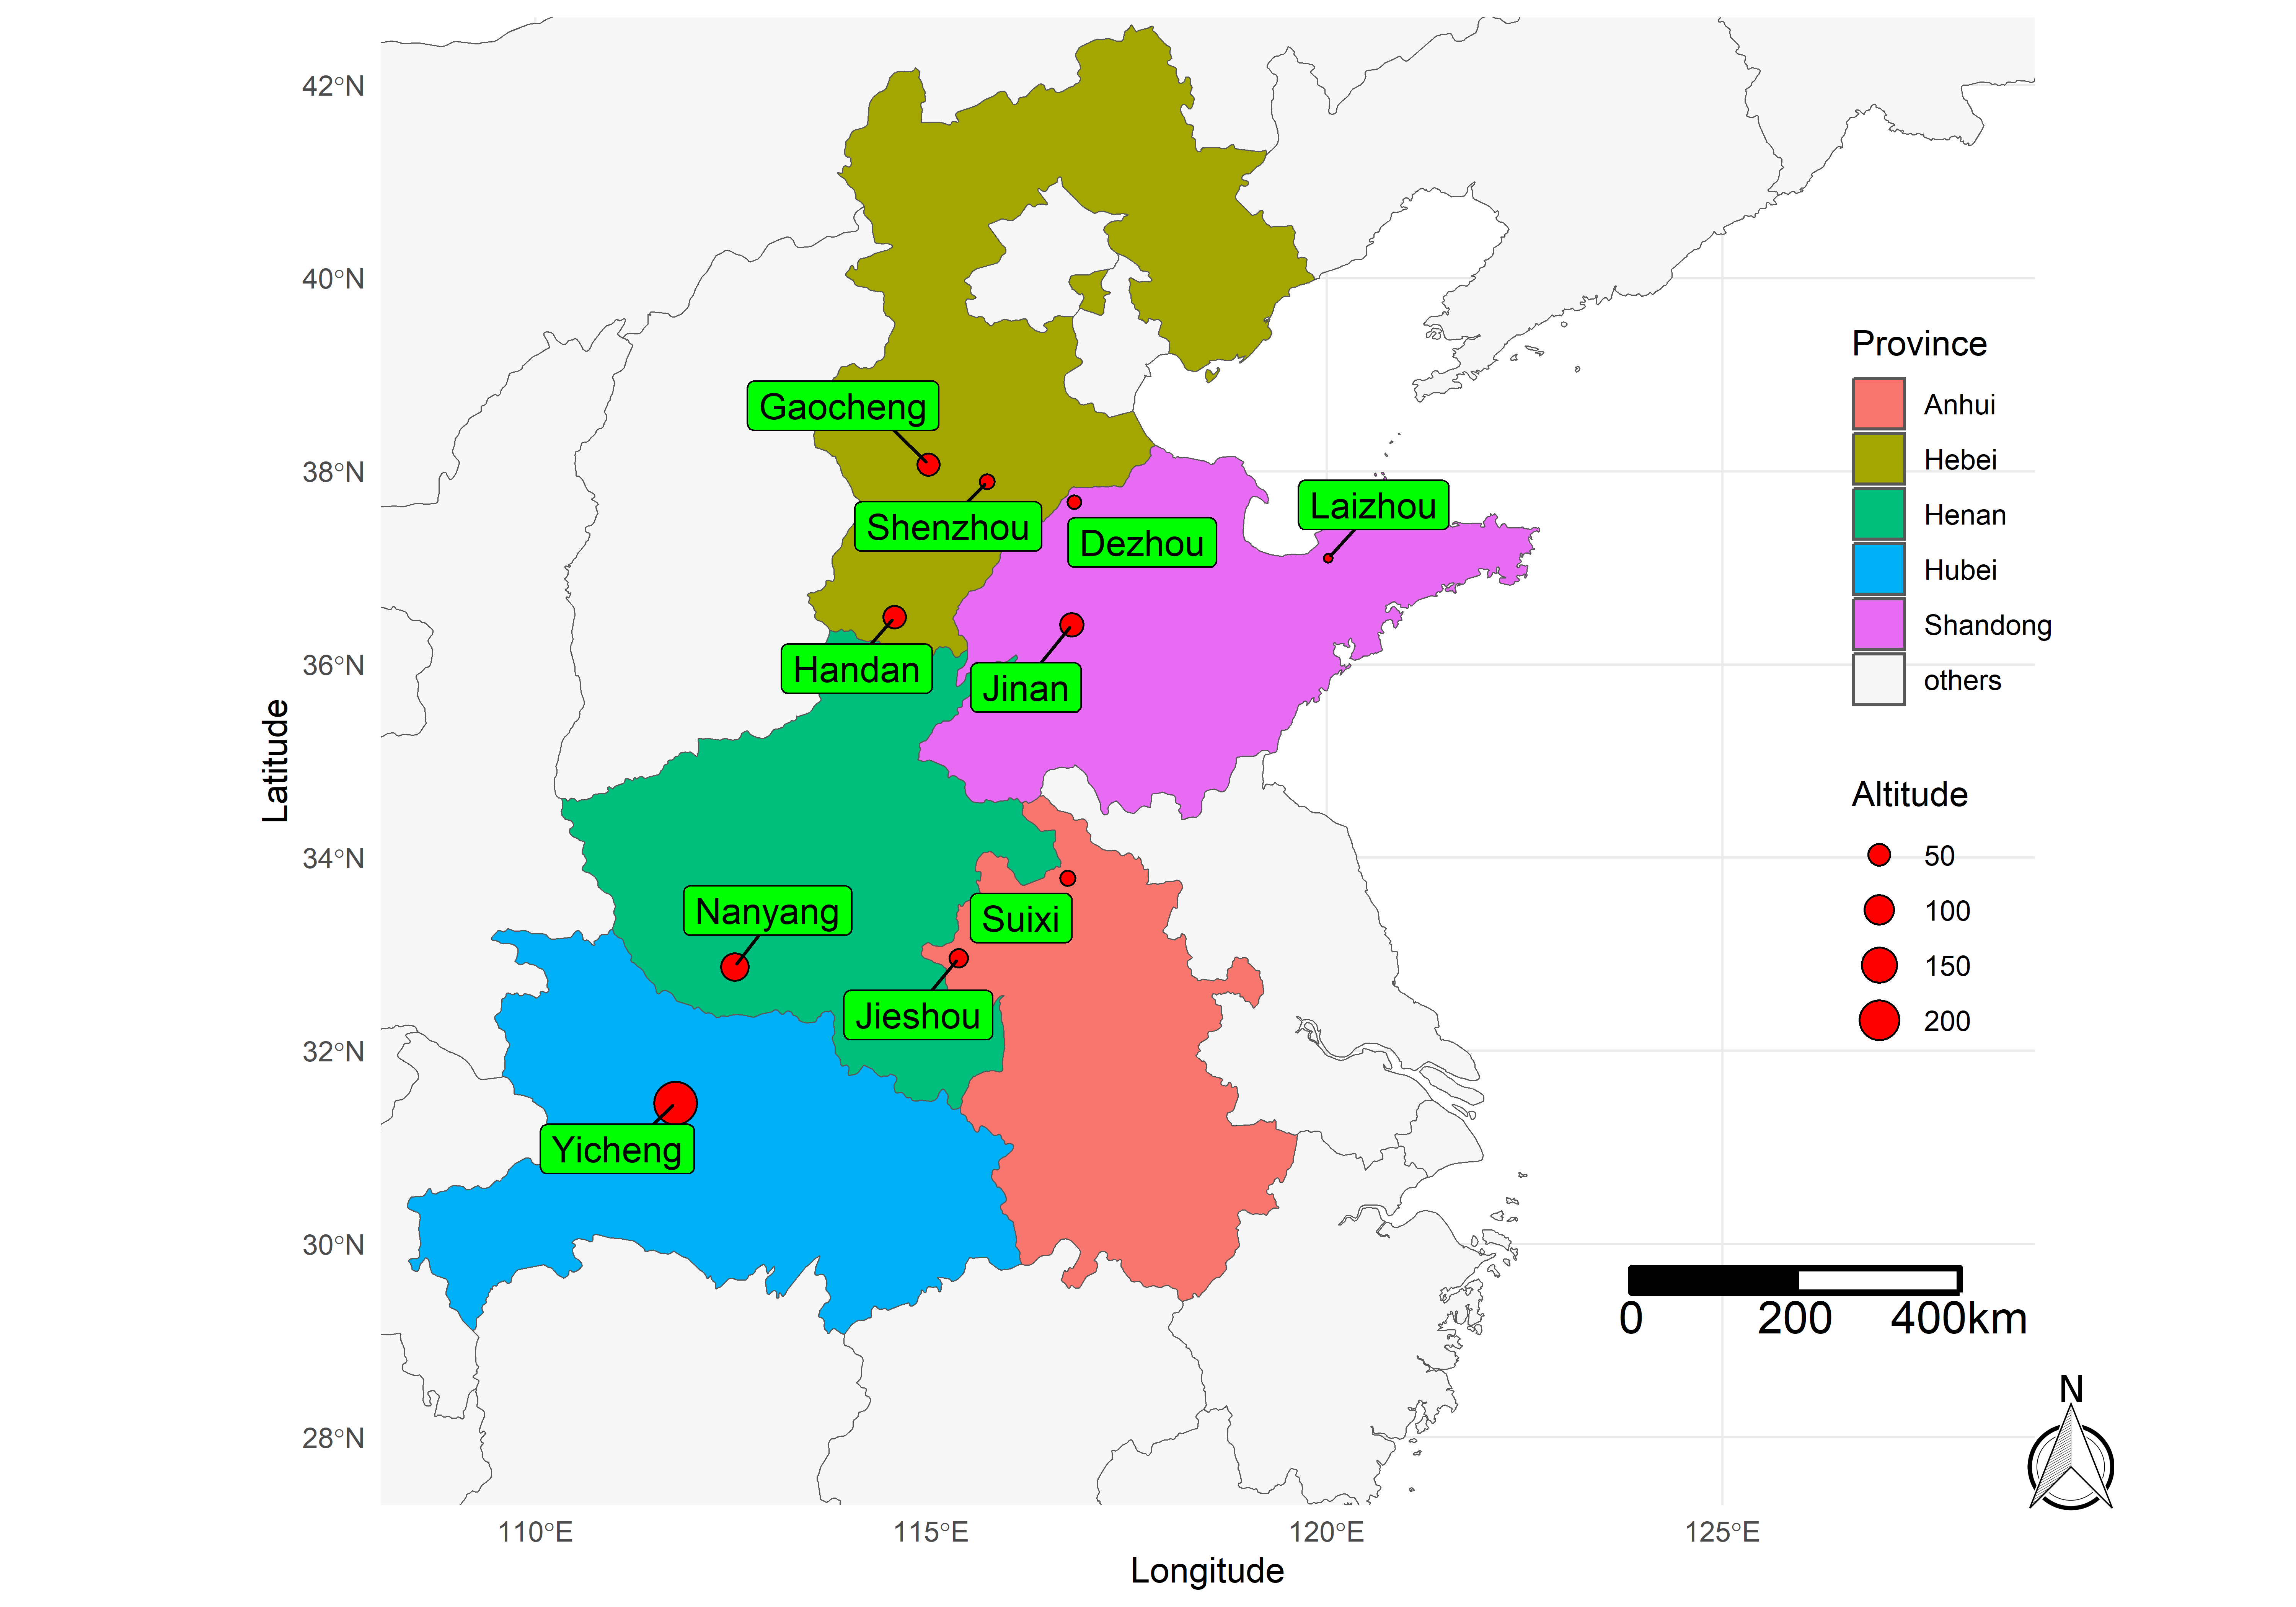 42°N
40°N
38°N
36°N
34°N
32°N
30°N
28°N
Latitude
110°E
115°E
120°E
125°E
Longitude
Gaocheng
Shenzhou
Dezhou
Laizhou
Handan
Jinan
Nanyang
Suixi
Jieshou
Yicheng
Province
Anhui
Hebei
Henan
Hubei
Shandong
others
Altitude
50
100
150
200
0 200 400km
N